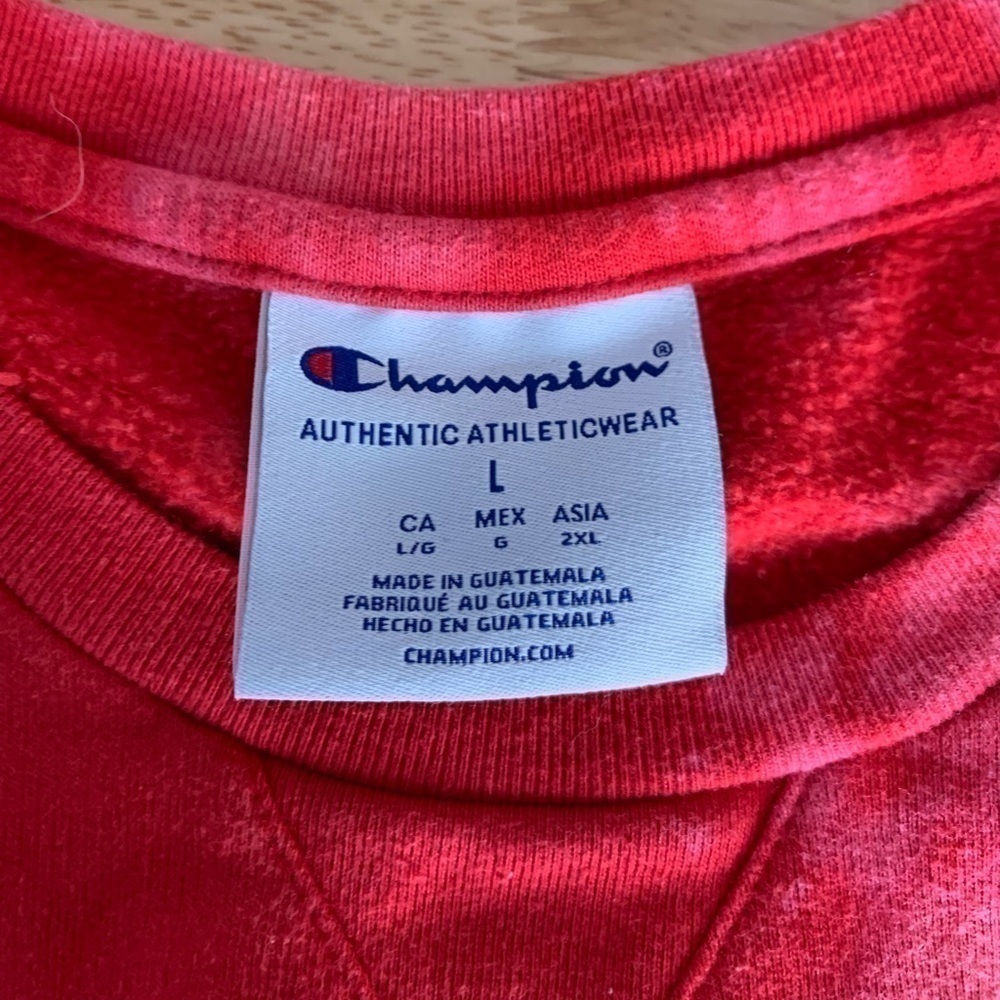 Champion®
AUTHENTIC ATHLETICWEAR
L
CA MEX ASIA
L/G G 2XL
MADE IN GUATEMALA
FABRIQUÉ AU GUATEMALA
HECHO EN GUATEMALA
CHAMPION.COM